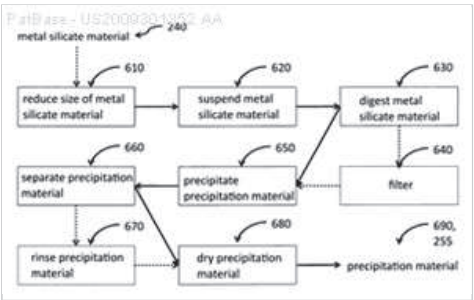 PatBase - US2009301352 AA
metal silicate material
240
610
620
630
reduce size of metal
silicate material
suspend metal
silicate material
digest metal
silicate material
660
650
640
separate precipitation
material
precipitate
precipitation material
filter
670
680
690,
255
rinse precipitation
material
dry precipitation
material
precipitation material